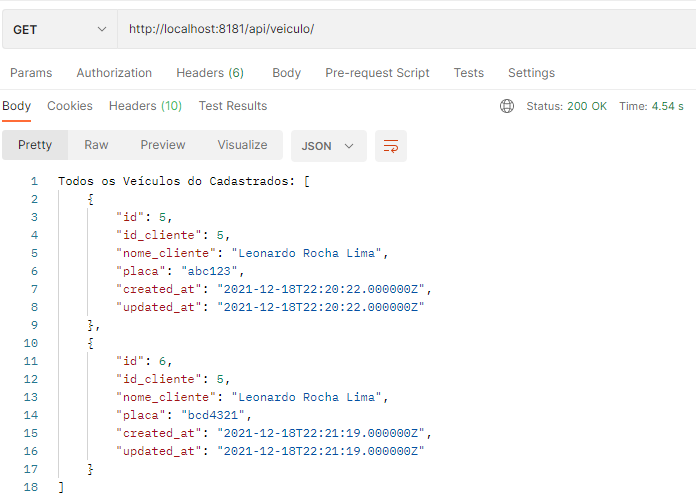 GET http://localhost:8181/api/veiculo/
Params Authorization Headers (6) Body Pre-request Script Tests Settings
Body Cookies Headers (10) Test Results Status: 200 OK Time: 4.54 s
Pretty Raw Preview Visualize JSON
1 Todos os Veículos do Cadastrados: [
2 {
3 "id": 5,
4 "id_cliente": 5,
5 "nome_cliente": "Leonardo Rocha Lima",
6 "placa": "abc123",
7 "created_at": "2021-12-18T22:20:22.000000Z",
8 "updated_at": "2021-12-18T22:20:22.000000Z"
9 },
10 {
11 "id": 6,
12 "id_cliente": 5,
13 "nome_cliente": "Leonardo Rocha Lima",
14 "placa": "bcd4321",
15 "created_at": "2021-12-18T22:21:19.000000Z",
16 "updated_at": "2021-12-18T22:21:19.000000Z"
17 }
18 ]